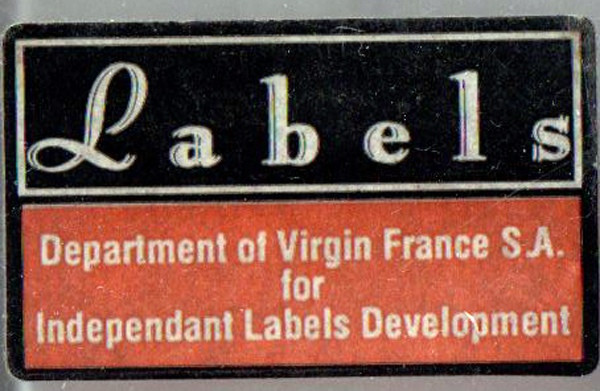 Labels
Department of Virgin France S.A.
for
Independant Labels Development